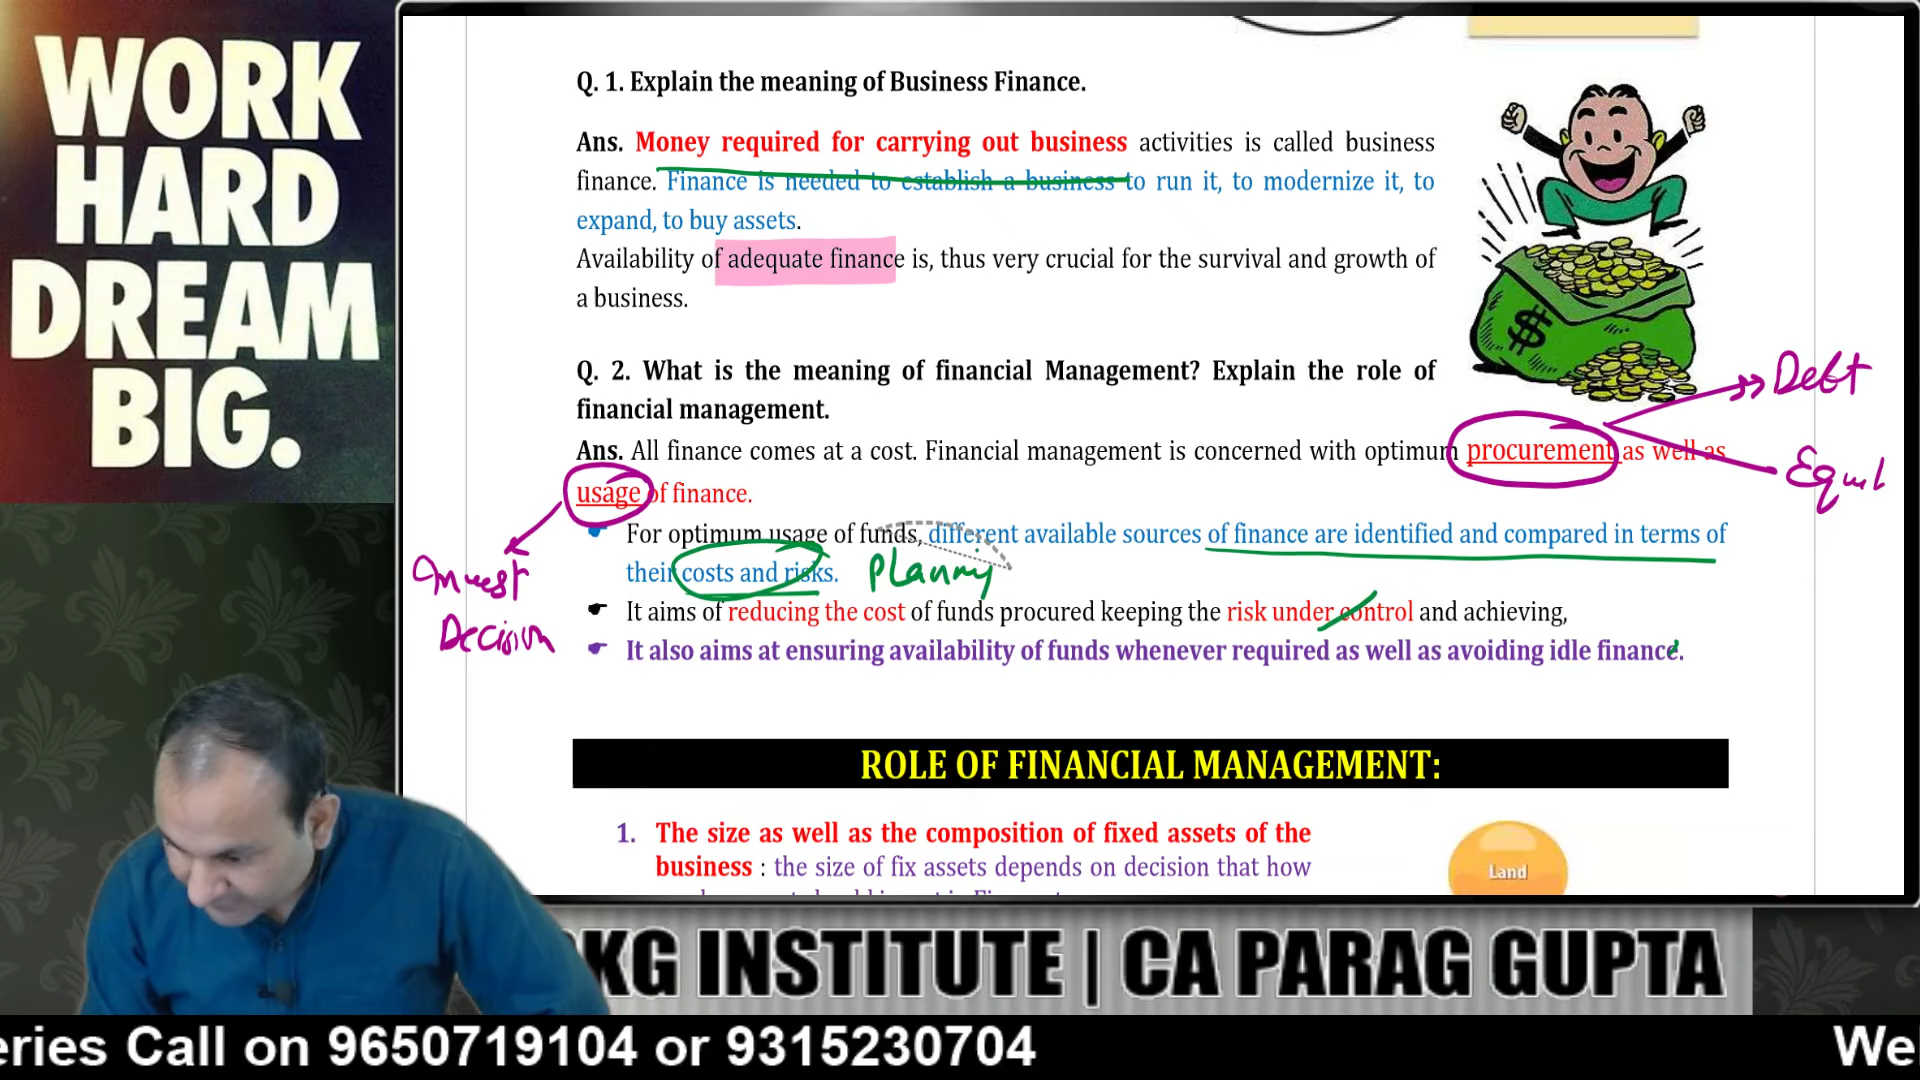 WORK
HARD
DREAM
BIG.
Q. 1. Explain the meaning of Business Finance.
Ans. Money required for carrying out business activities is called business
finance. Finance is needed to establish a business to run it, to modernize it, to
expand, to buy assets.
Availability of adequate finance is, thus very crucial for the survival and growth of
a business.
$
Q. 2. What is the meaning of financial Management? Explain the role of
financial management.
Debt
Ans. All finance comes at a cost. Financial management is concerned with optimum procurement as well as
usage of finance.
For optimum usage of funds, different available sources of finance are identified and compared in terms of
their costs and risks.
Invest
Decision
It aims of reducing the cost of funds procured keeping the risk under control and achieving,
It also aims at ensuring availability of funds whenever required as well as avoiding idle finance.
ROLE OF FINANCIAL MANAGEMENT:
1. The size as well as the composition of fixed assets of the
business : the size of fix assets depends on decision that how
Land
KG INSTITUTE | CA PARAG GUPTA
eries Call on 9650719104 or 9315230704
We